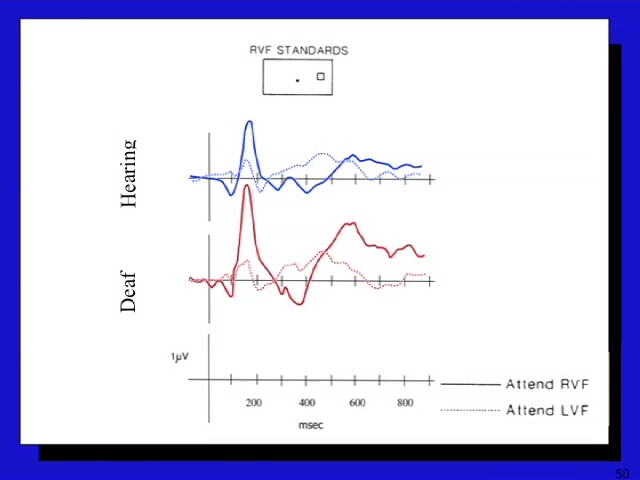 RVF STANDARDS
Hearing
Deaf
1μV
200 400 600 800
msec
Attend RVF
Attend LVF
50